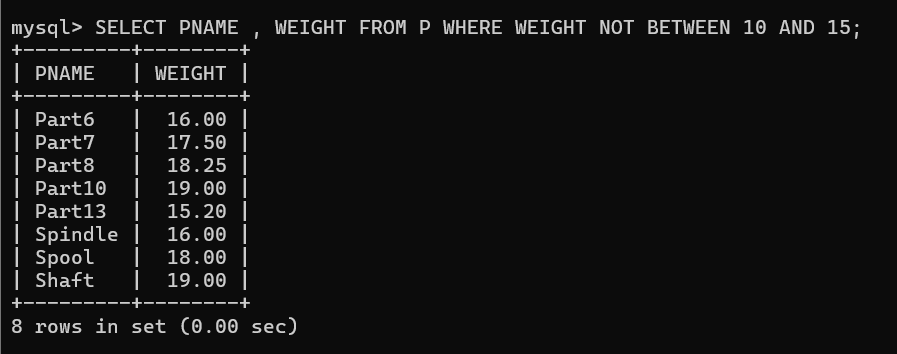 mysql> SELECT PNAME , WEIGHT FROM P WHERE WEIGHT NOT BETWEEN 10 AND 15;
+---------+--------+
| PNAME   | WEIGHT |
+---------+--------+
| Part6   |  16.00 |
| Part7   |  17.50 |
| Part8   |  18.25 |
| Part10  |  19.00 |
| Part13  |  15.20 |
| Spindle |  16.00 |
| Spool   |  18.00 |
| Shaft   |  19.00 |
+---------+--------+
8 rows in set (0.00 sec)